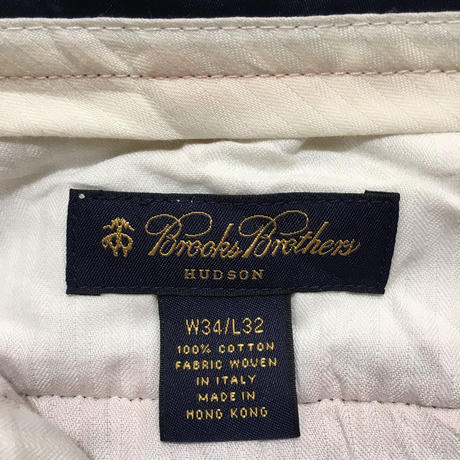 Brooks Brothers
HUDSON
W34/L32
100% COTTON
FABRIC WOVEN
IN ITALY
MADE IN
HONG KONG